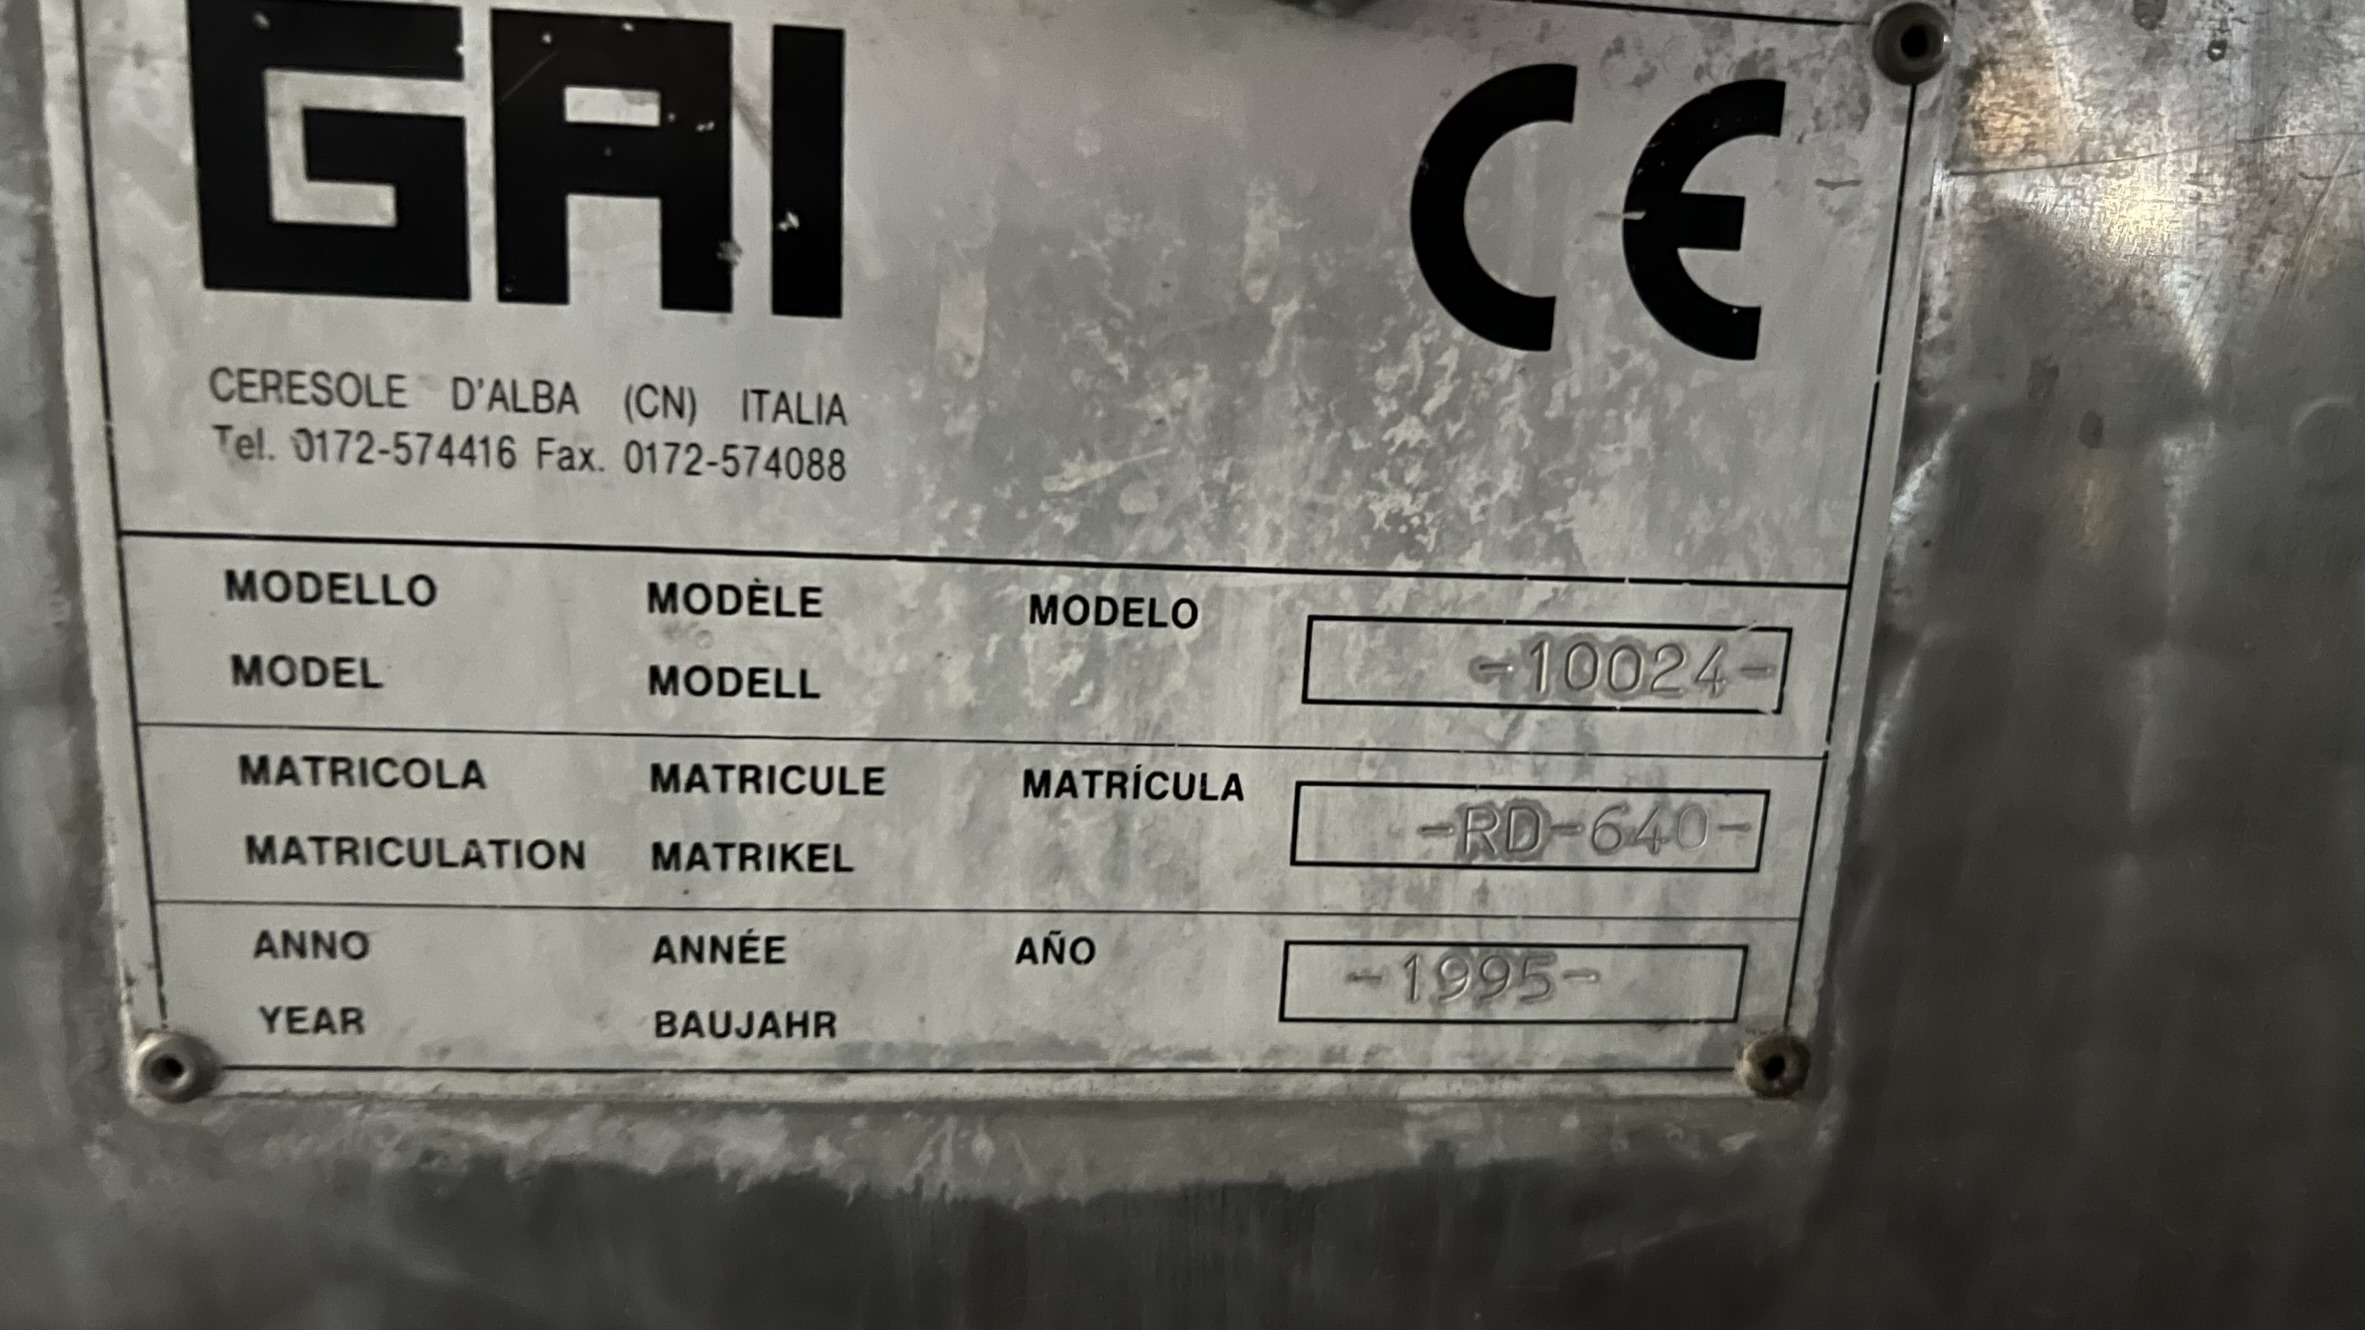 GAI CE
CERESOLE D'ALBA (CN) ITALIA
Tel. 0172-574416 Fax. 0172-574088
MODELLO MODÈLE MODELO -10024-
MODEL MODELL
MATRICOLA MATRICULE MATRÍCULA -RD-640-
MATRICULATION MATRIKEL
ANNO ANNÉE AÑO -1995-
YEAR BAUJAHR